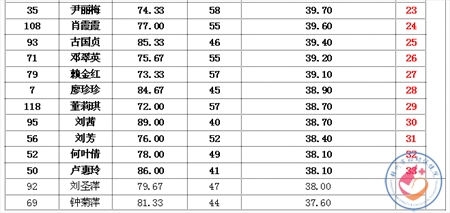 35 尹丽梅 74.33 58 39.70 23
108 肖霞霞 77.00 55 39.60 24
93 古国贞 85.33 46 39.40 25
71 邓翠英 75.67 55 39.20 26
79 赖金红 73.33 57 39.10 27
7 廖珍珍 84.67 45 38.90 28
118 董莉琪 72.00 57 38.70 29
95 刘茜 89.00 40 38.70 30
56 刘芳 76.00 52 38.40 31
52 何叶倩 78.00 49 38.10 32
50 卢惠玲 86.00 41 38.10 33
92 刘圣萍 79.67 47 38.00
69 钟菊萍 81.33 44 37.60